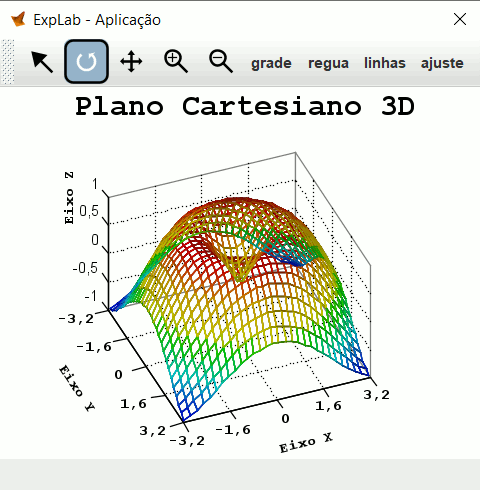 ExpLab - Aplicação
grade regua linhas ajuste
Plano Cartesiano 3D
Eixo Z
1
0,5
0
-0,5
-1
-3,2
-1,6
0
1,6
3,2
Eixo Y
-3,2
-1,6
0
1,6
3,2
Eixo X